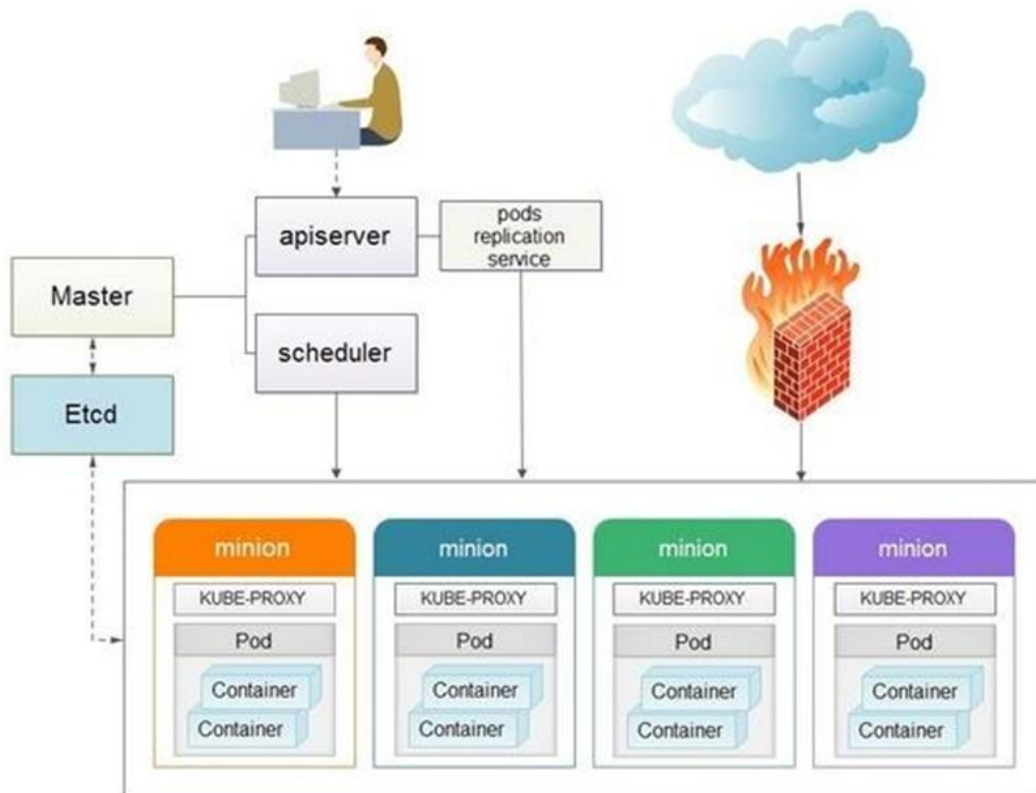 apiserver
pods
replication
service
Master
scheduler
Etcd
minion
minion
minion
minion
KUBE-PROXY
KUBE-PROXY
KUBE-PROXY
KUBE-PROXY
Pod
Pod
Pod
Pod
Container
Container
Container
Container
Container
Container
Container
Container